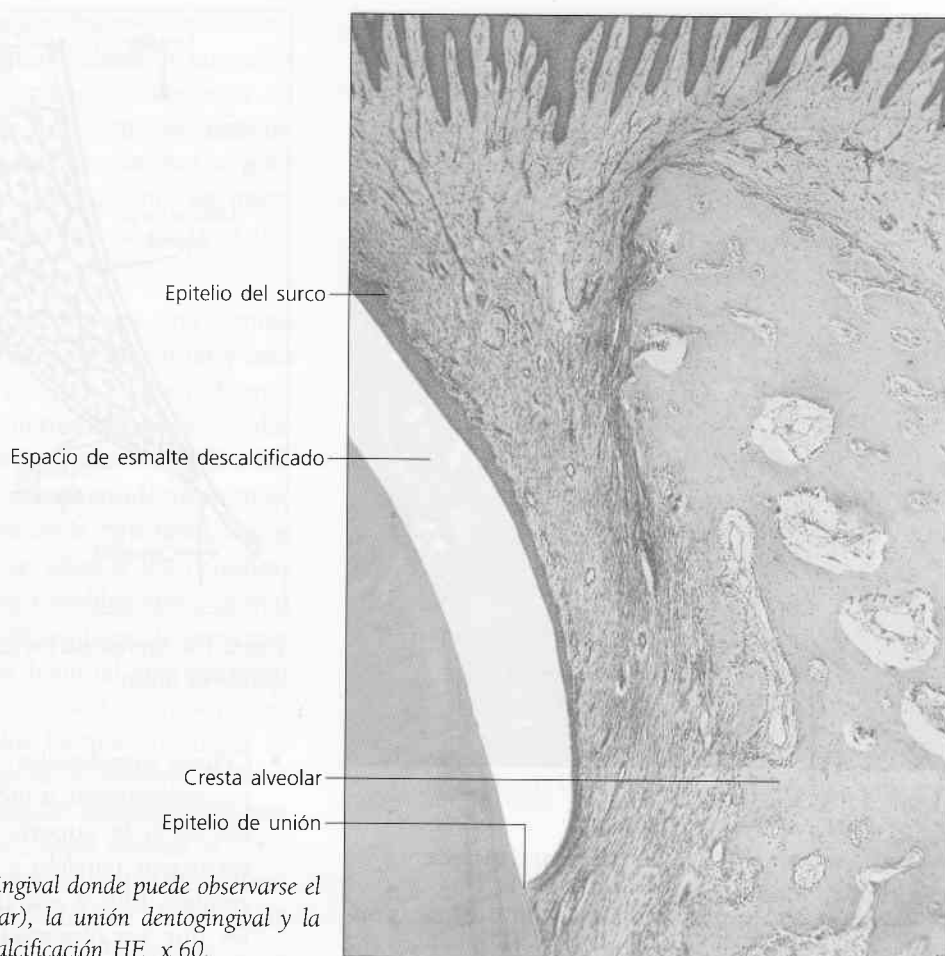 Epitelio del surco
Espacio de esmalte descalcificado
Cresta alveolar
Epitelio de unión
ngival donde puede observarse el
ar), la unión dentogingival y la
alcificación HE, x 60.